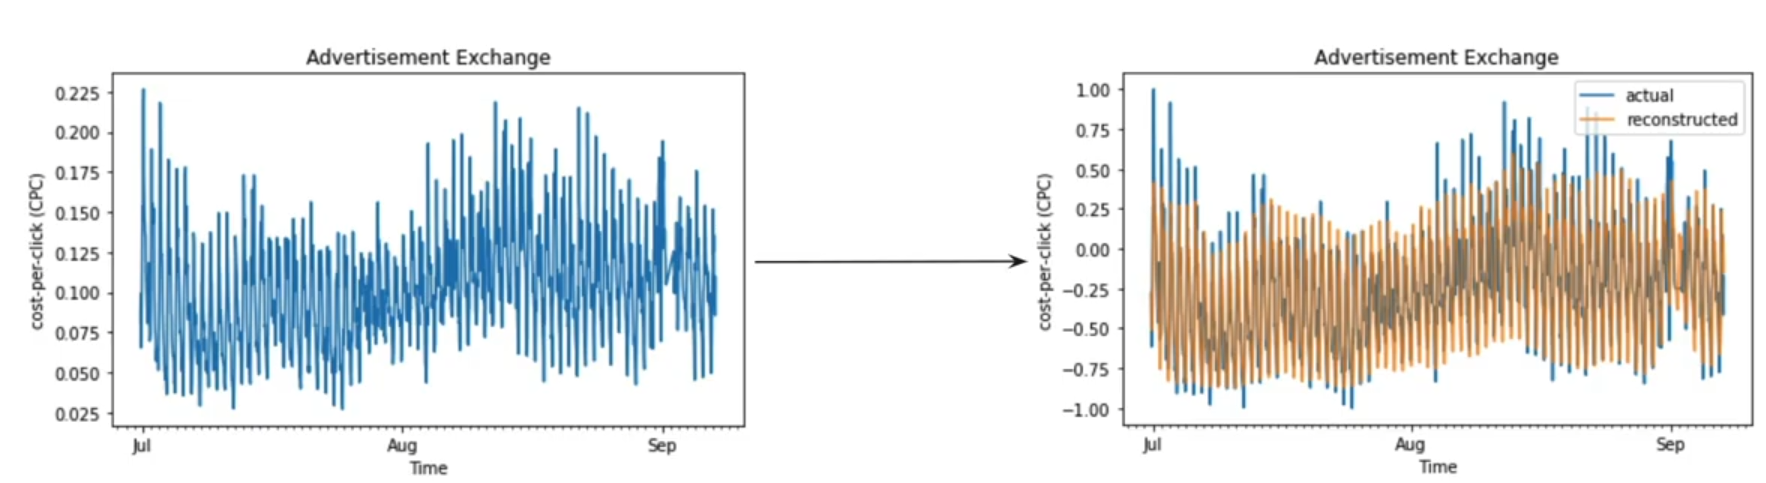 Advertisement Exchange
cost-per-click (CPC)
0.225
0.200
0.175
0.150
0.125
0.100
0.075
0.050
0.025
Jul Aug Sep
Time
Advertisement Exchange
cost-per-click (CPC)
1.00
0.75
0.50
0.25
0.00
−0.25
−0.50
−0.75
−1.00
actual
reconstructed
Jul Aug Sep
Time